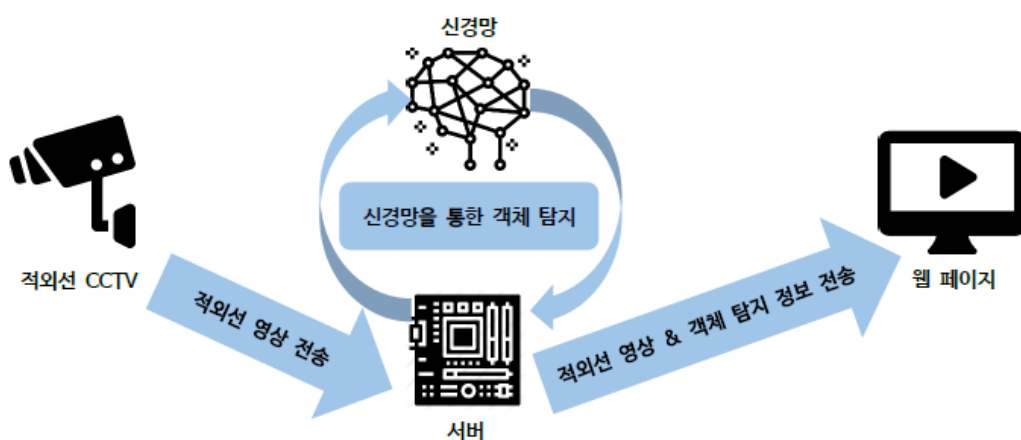 신경망
신경망을 통한 객체 탐지
적외선 CCTV
적외선 영상 전송
서버
적외선 영상 & 객체 탐지 정보 전송
웹 페이지